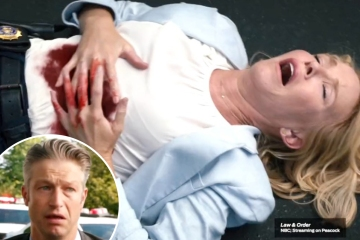 Law & Order
NBC; Streaming on Peacock